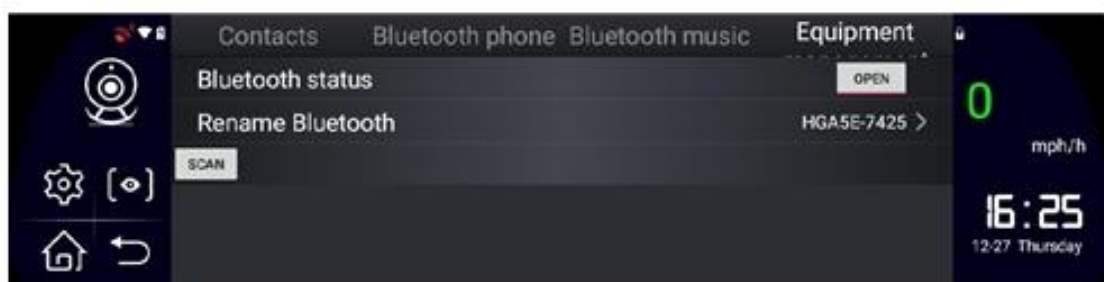 Contacts Bluetooth phone Bluetooth music Equipment
Bluetooth status OPEN
Rename Bluetooth HGA5E-7425 >
SCAN
0
mph/h
16:25
12-27 Thursday